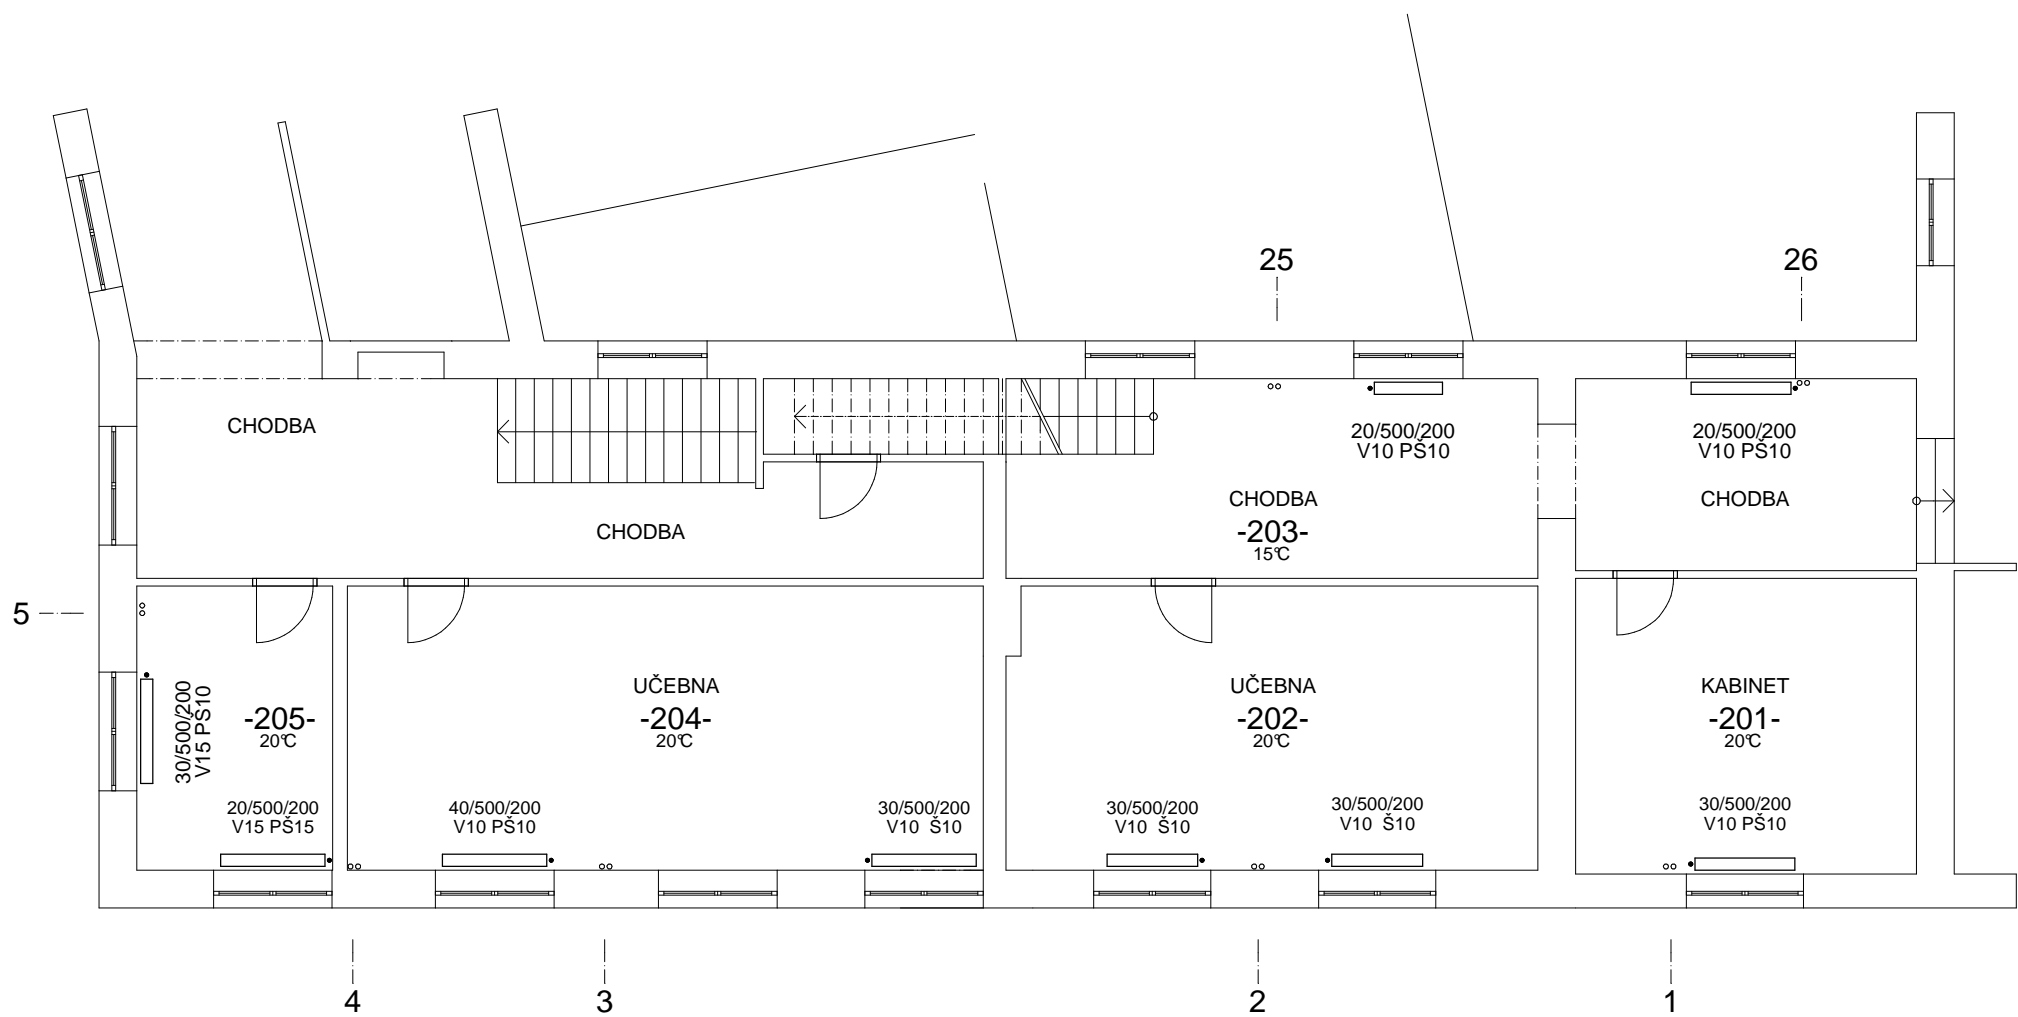 25
26
CHODBA
20/500/200
V10 PŠ10
20/500/200
V10 PŠ10
CHODBA
CHODBA
-203-
15°C
CHODBA
5
30/500/200
V15 PŠ10
-205-
20°C
UČEBNA
-204-
20°C
UČEBNA
-202-
20°C
KABINET
-201-
20°C
20/500/200
V15 PŠ15
40/500/200
V10 PŠ10
30/500/200
V10 Š10
30/500/200
V10 Š10
30/500/200
V10 Š10
30/500/200
V10 PŠ10
4
3
2
1